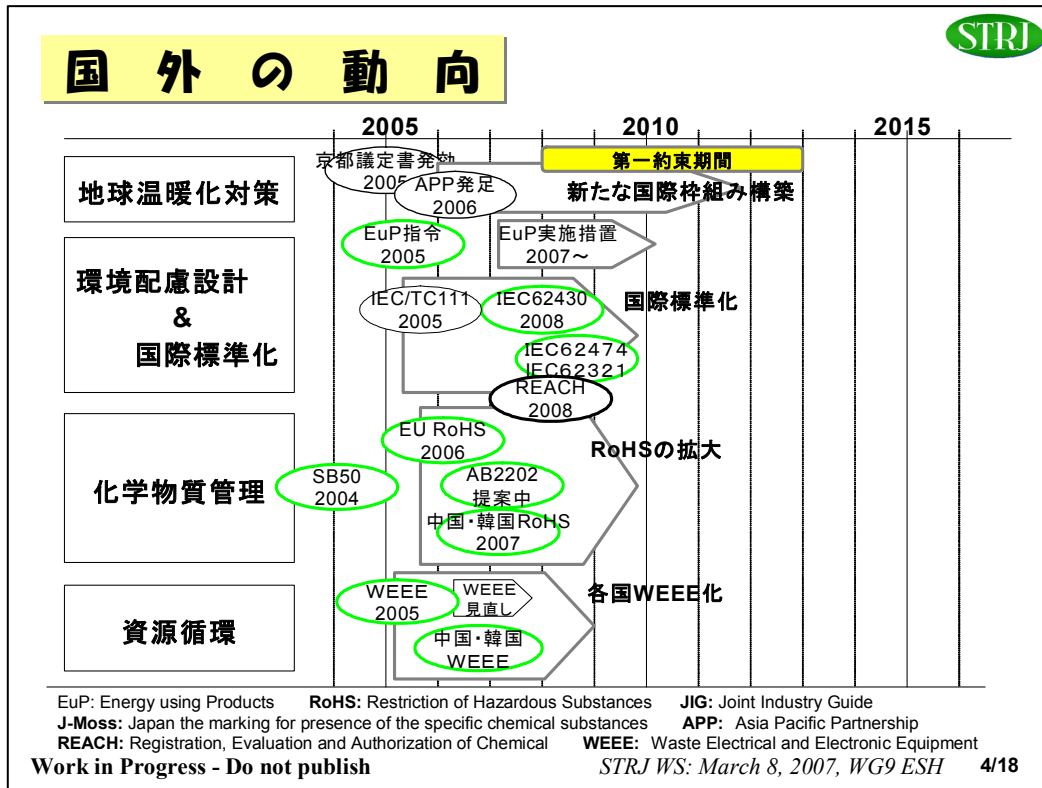 STRJ
国外の動向
2005 2010 2015
地球温暖化対策
京都議定書発効
2005
APP発足
2006
第一約束期間
新たな国際枠組み構築
環境配慮設計
&
国際標準化
EuP指令
2005
EuP実施措置
2007～
IEC/TC111
2005
IEC62430
2008
国際標準化
IEC62474
IEC62321
化学物質管理
REACH
2008
EU RoHS
2006
RoHSの拡大
SB50
2004
AB2202
提案中
中国・韓国RoHS
2007
資源循環
WEEE
2005
WEEE
見直し
各国WEEE化
中国・韓国
WEEE
EuP: Energy using Products RoHS: Restriction of Hazardous Substances JIG: Joint Industry Guide
J-Moss: Japan the marking for presence of the specific chemical substances APP: Asia Pacific Partnership
REACH: Registration, Evaluation and Authorization of Chemical WEEE: Waste Electrical and Electronic Equipment
Work in Progress - Do not publish STRJ WS: March 8, 2007, WG9 ESH 4/18